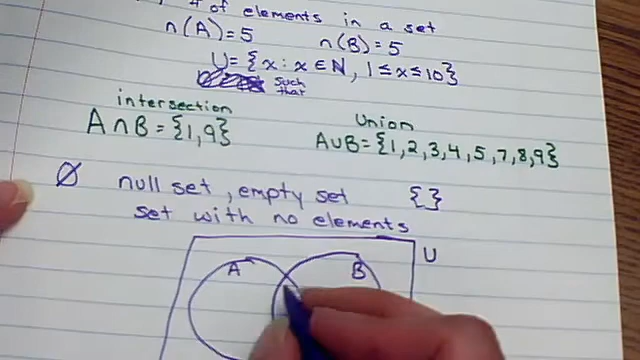 # of elements in a set
n(A)=5 n(B)=5
U={x:x∈N, 1≤x≤10}
such that
intersection
A∩B={1,9}
Union
A∪B={1,2,3,4,5,7,8,9}
∅ null set, empty set {}
set with no elements
A B U